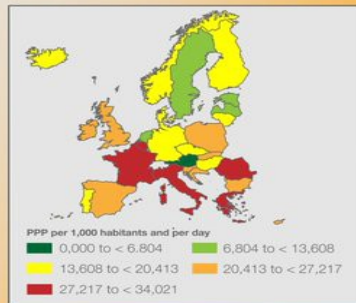 PPP per 1,000 habitants and per day
0,000 to < 6.804
6,804 to < 13,608
13,608 to < 20,413
20,413 to < 27,217
27,217 to < 34,021